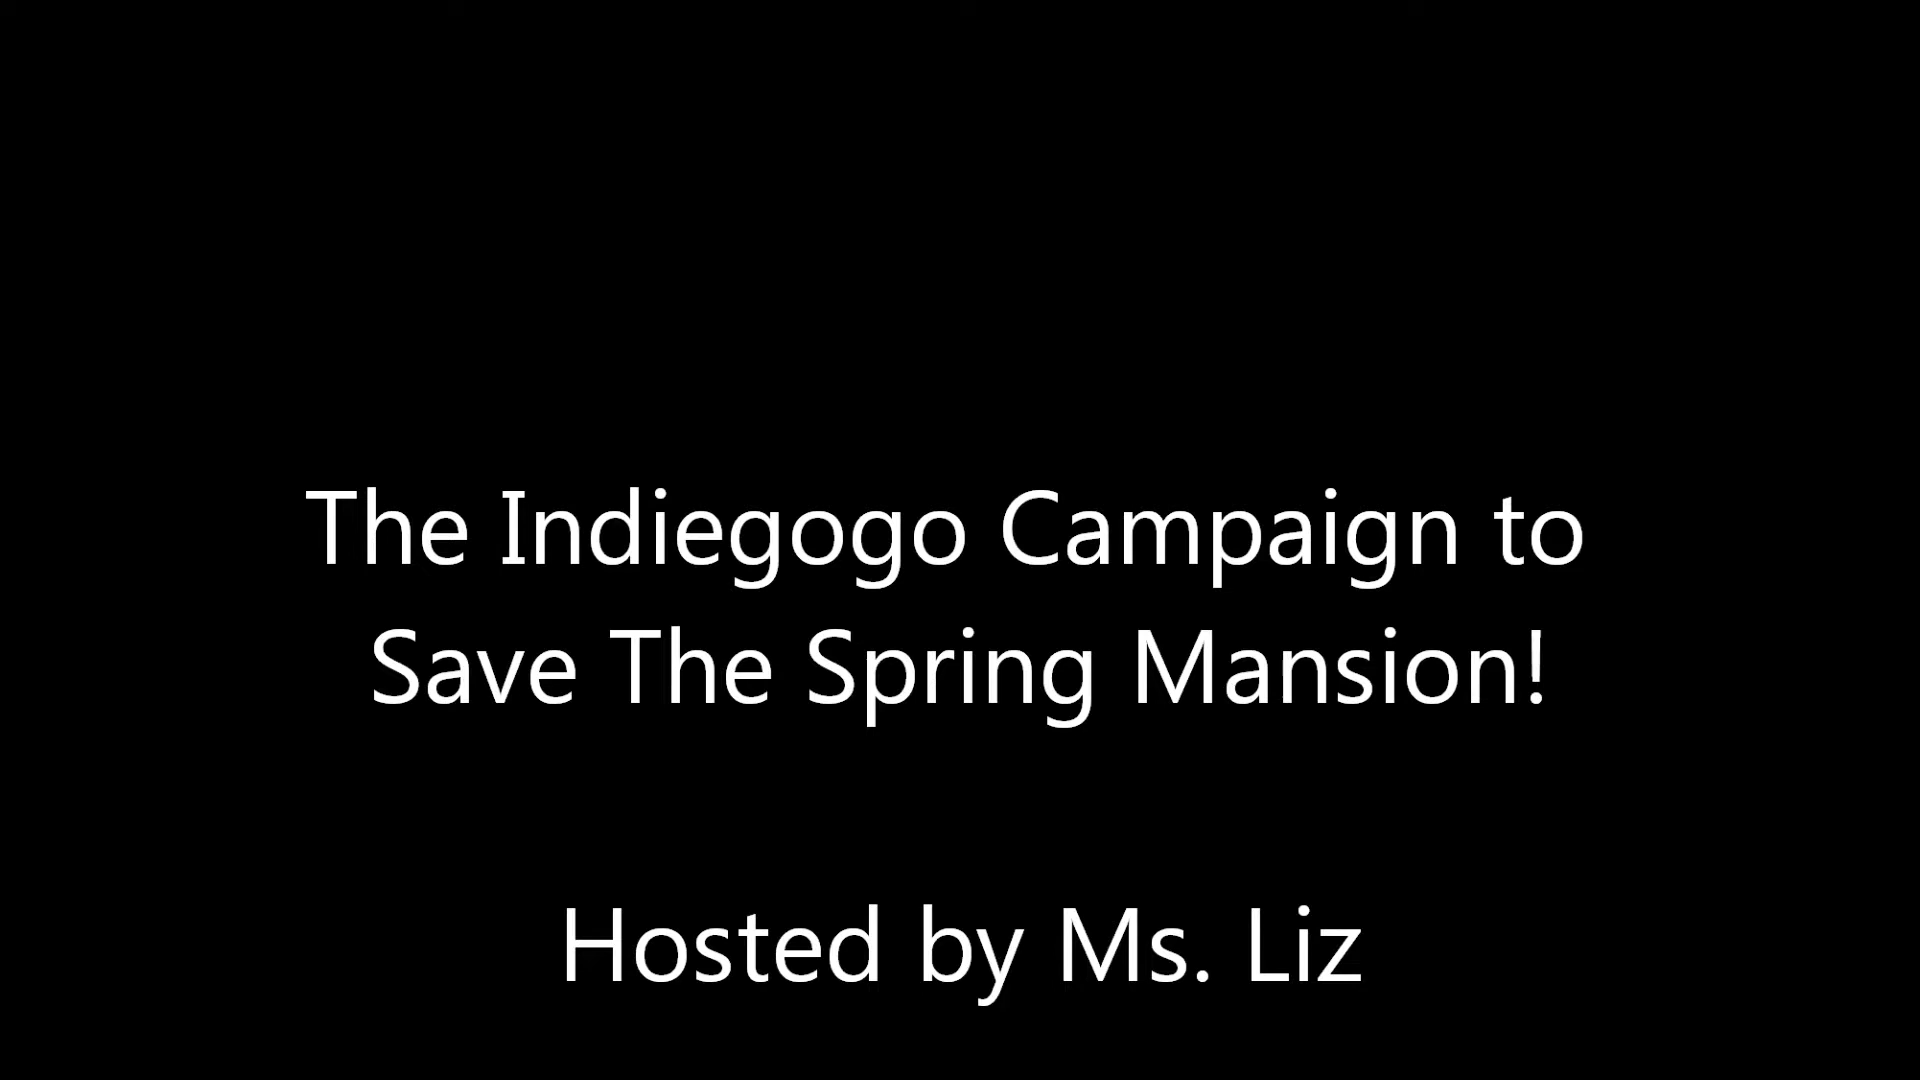 The Indiegogo Campaign to
Save The Spring Mansion!
Hosted by Ms. Liz